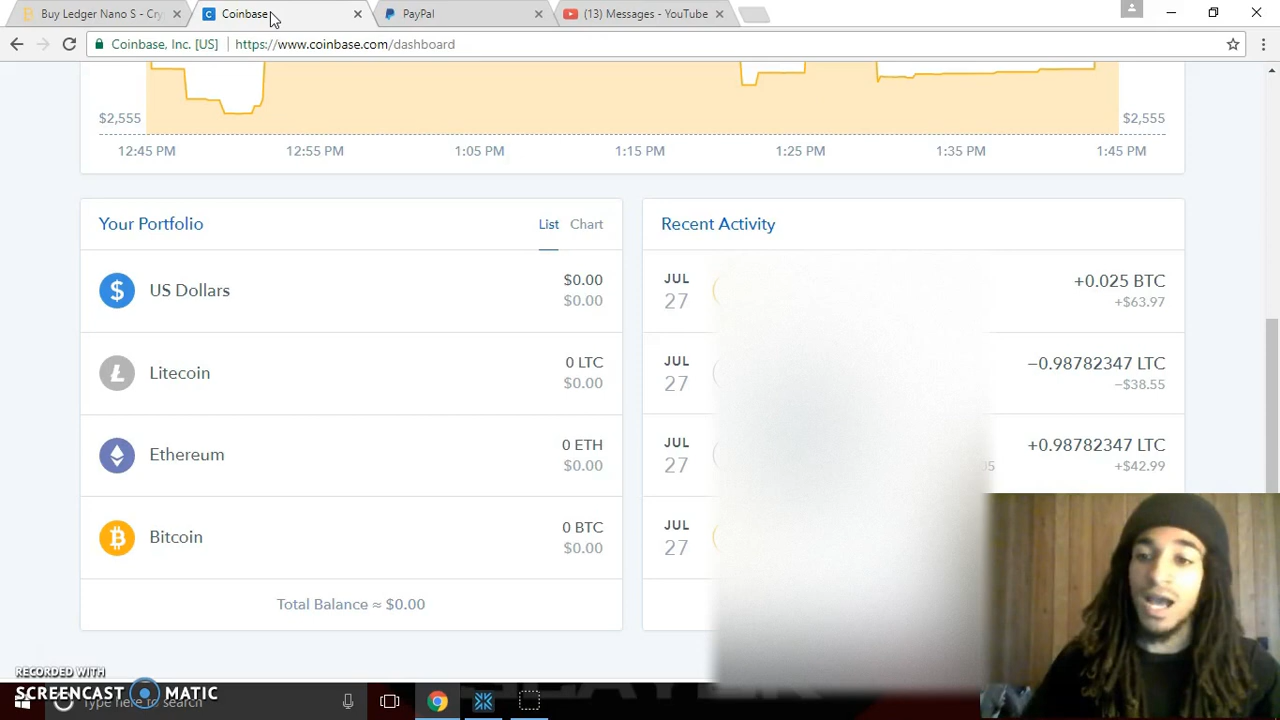 Buy Ledger Nano S - Cry
Coinbase
PayPal
(13) Messages - YouTube
Coinbase, Inc. [US]
https://www.coinbase.com/dashboard
$2,555
$2,555
12:45 PM
12:55 PM
1:05 PM
1:15 PM
1:25 PM
1:35 PM
1:45 PM
Your Portfolio
List
Chart
US Dollars
$0.00
$0.00
Litecoin
0 LTC
$0.00
Ethereum
0 ETH
$0.00
Bitcoin
0 BTC
$0.00
Total Balance ≈ $0.00
Recent Activity
JUL
27
+0.025 BTC
+$63.97
JUL
27
−0.98782347 LTC
−$38.55
JUL
27
+0.98782347 LTC
+$42.99
JUL
27
RECORDED WITH
SCREENCAST MATIC
Type here to search